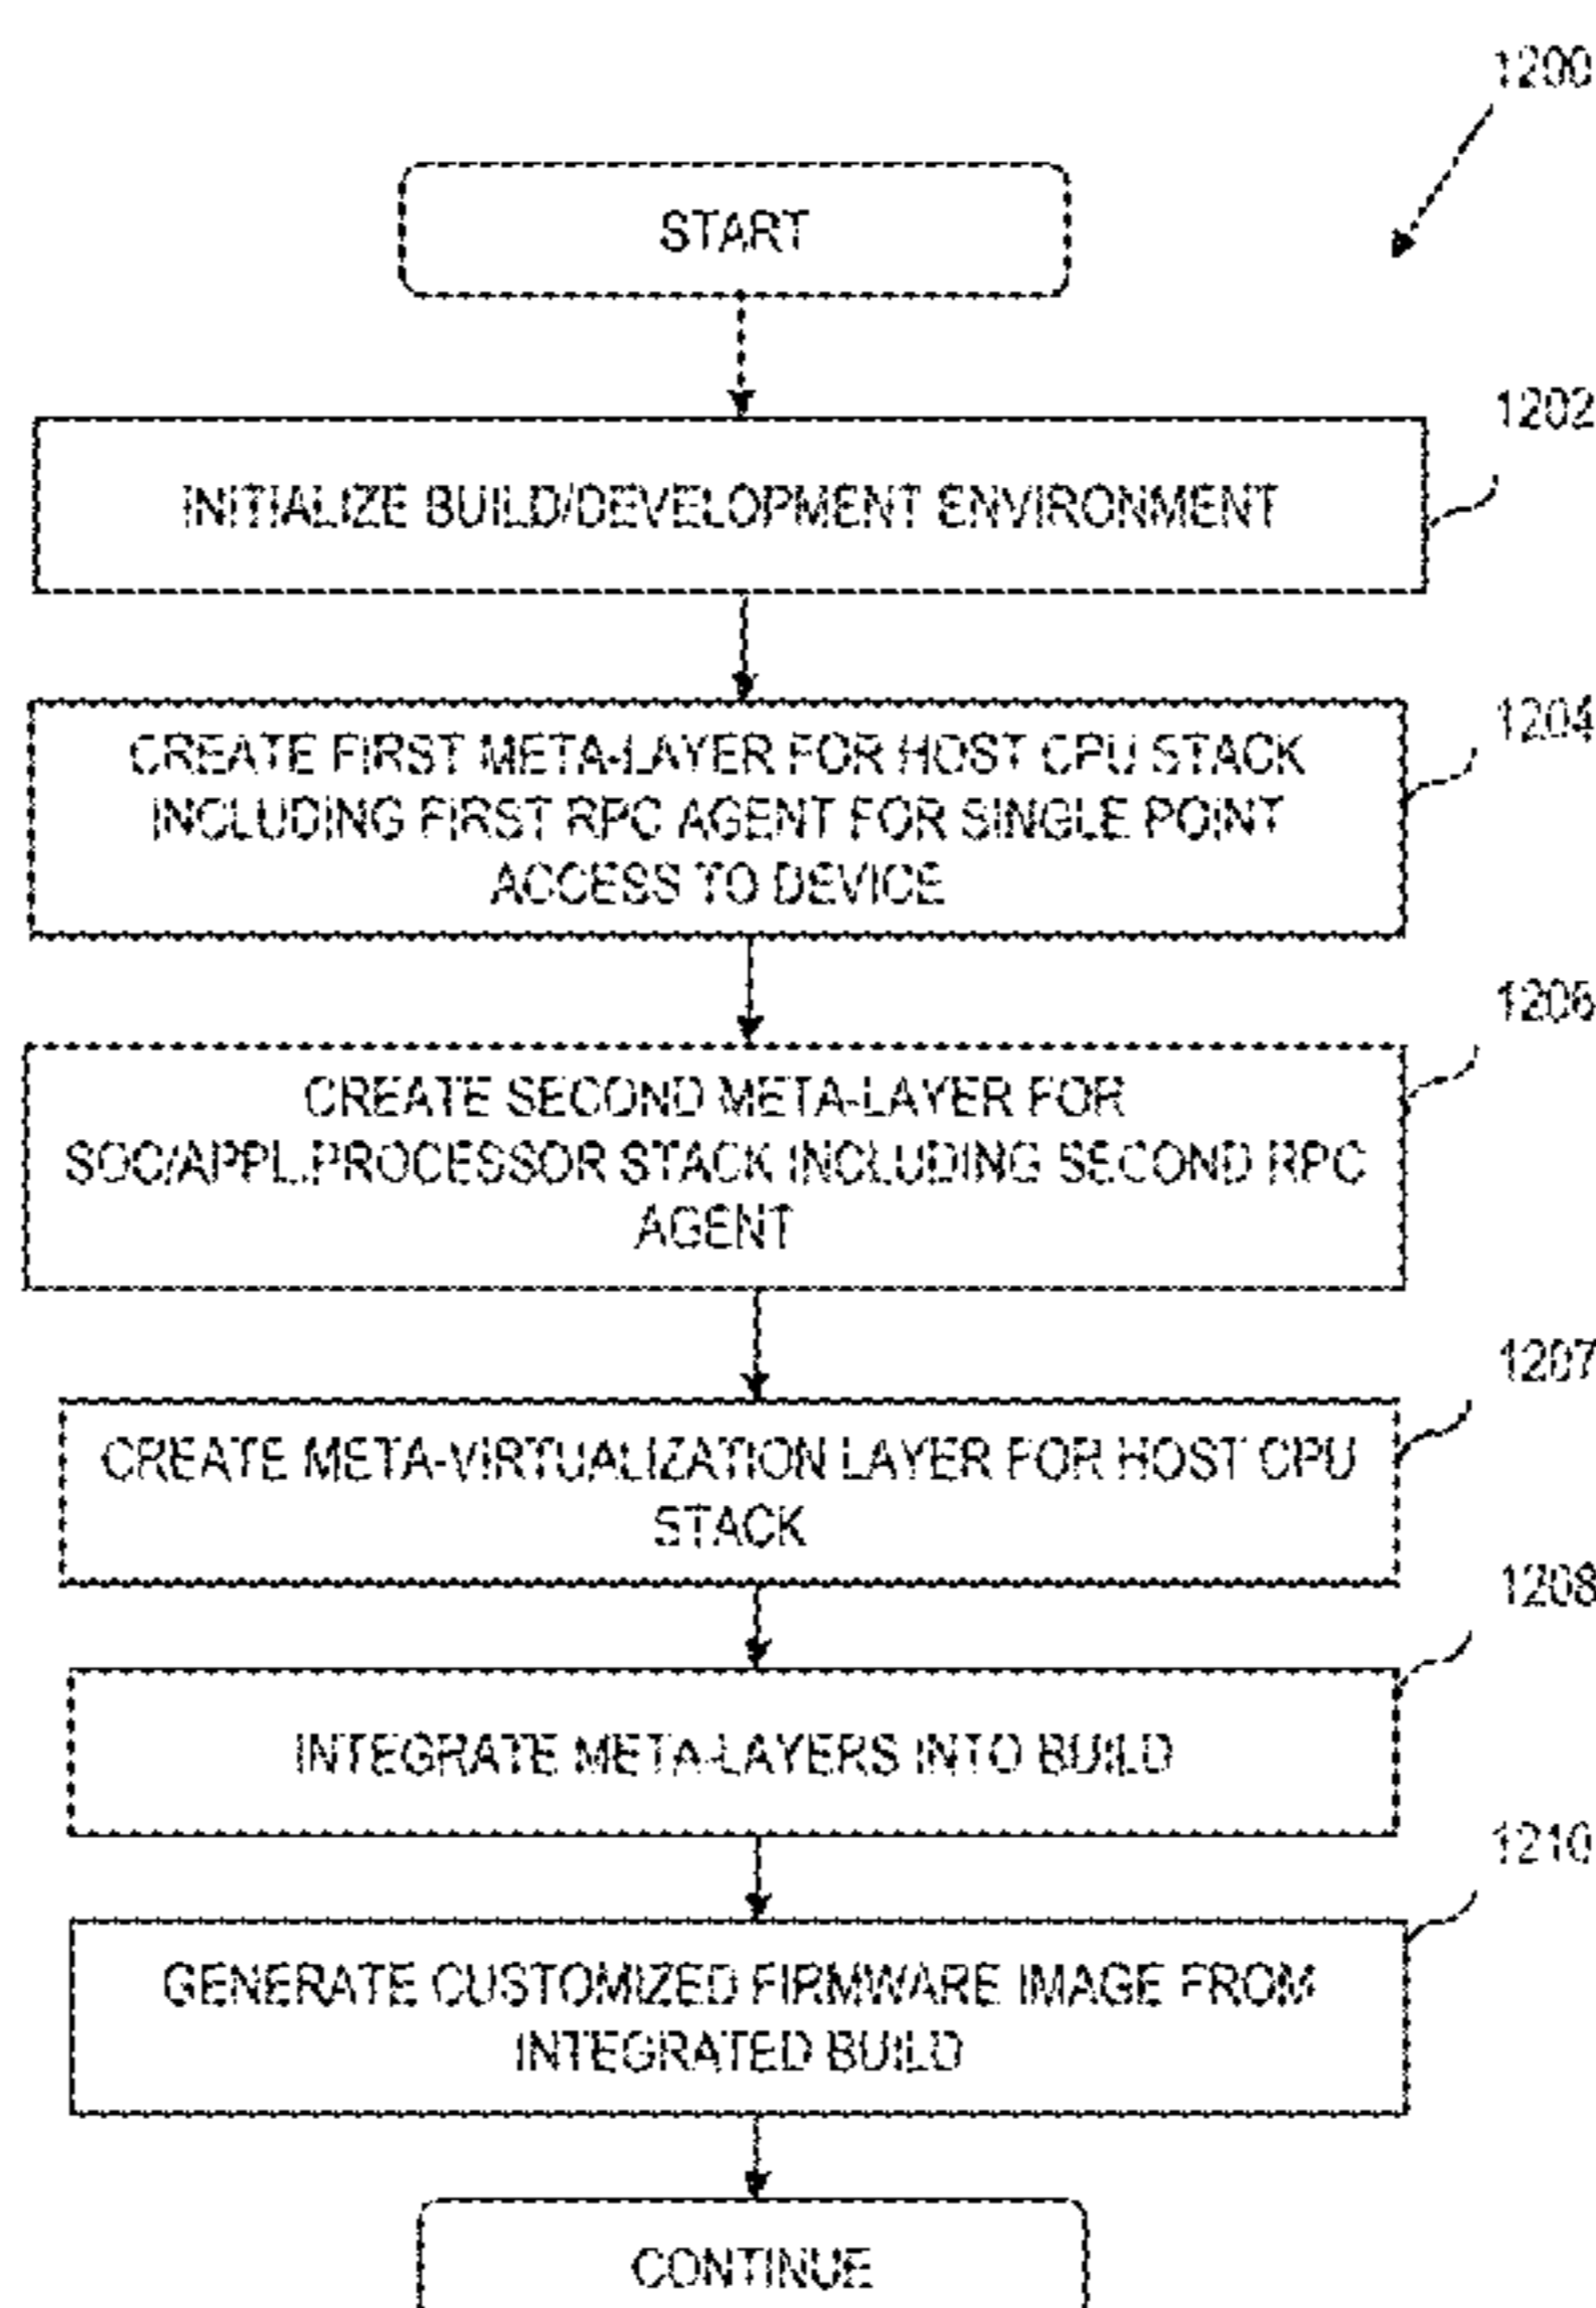 1200
START
1202
INITIALIZE BUILD/DEVELOPMENT ENVIRONMENT
1204
CREATE FIRST META-LAYER FOR HOST CPU STACK
INCLUDING FIRST RPC AGENT FOR SINGLE POINT
ACCESS TO DEVICE
1206
CREATE SECOND META-LAYER FOR
SOC/APPL.PROCESSOR STACK INCLUDING SECOND RPC
AGENT
1207
CREATE META-VIRTUALIZATION LAYER FOR HOST CPU
STACK
1208
INTEGRATE META-LAYERS INTO BUILD
1210
GENERATE CUSTOMIZED FIRMWARE IMAGE FROM
INTEGRATED BUILD
CONTINUE